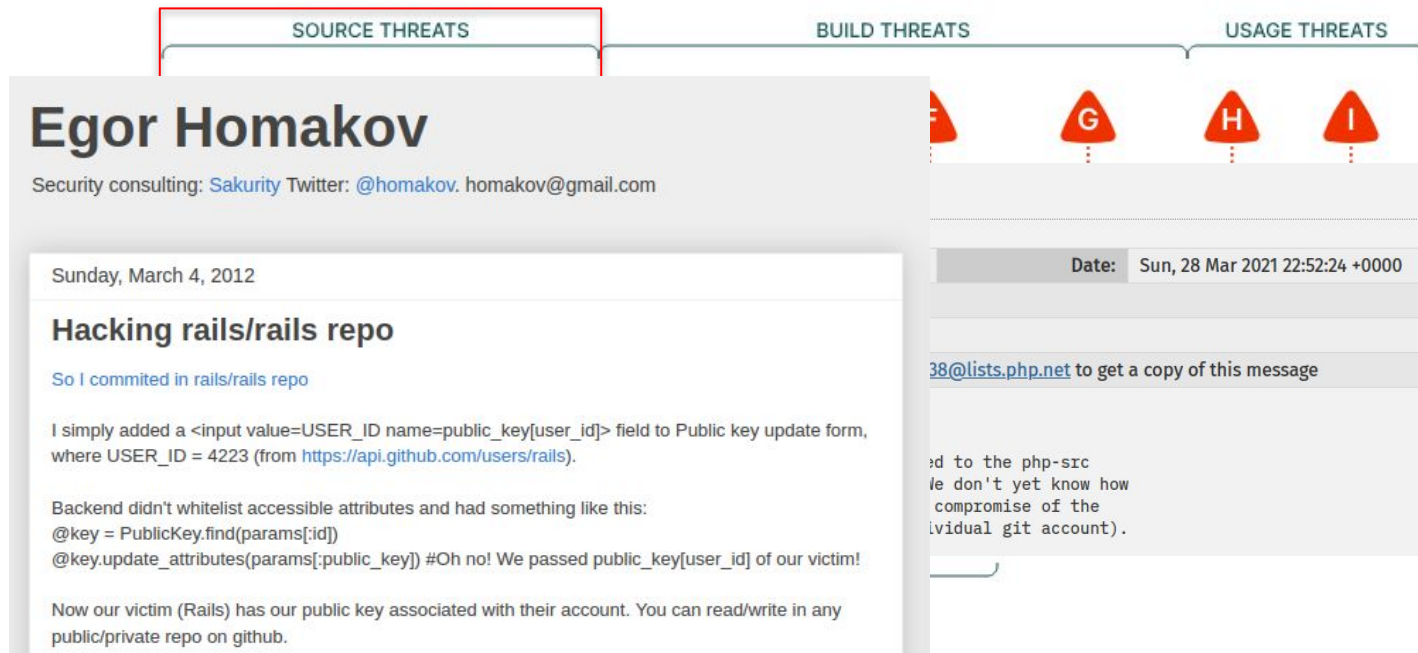 SOURCE THREATS
BUILD THREATS
USAGE THREATS
G
H
I
Egor Homakov
Security consulting: Sakurity Twitter: @homakov. homakov@gmail.com
Sunday, March 4, 2012
Hacking rails/rails repo
So I commited in rails/rails repo
I simply added a <input value=USER_ID name=public_key[user_id]> field to Public key update form,
where USER_ID = 4223 (from https://api.github.com/users/rails).
Backend didn't whitelist accessible attributes and had something like this:
@key = PublicKey.find(params[:id])
@key.update_attributes(params[:public_key]) #Oh no! We passed public_key[user_id] of our victim!
Now our victim (Rails) has our public key associated with their account. You can read/write in any
public/private repo on github.
Date: Sun, 28 Mar 2021 22:52:24 +0000
38@lists.php.net to get a copy of this message
ed to the php-src
We don't yet know how
compromise of the
ividual git account).